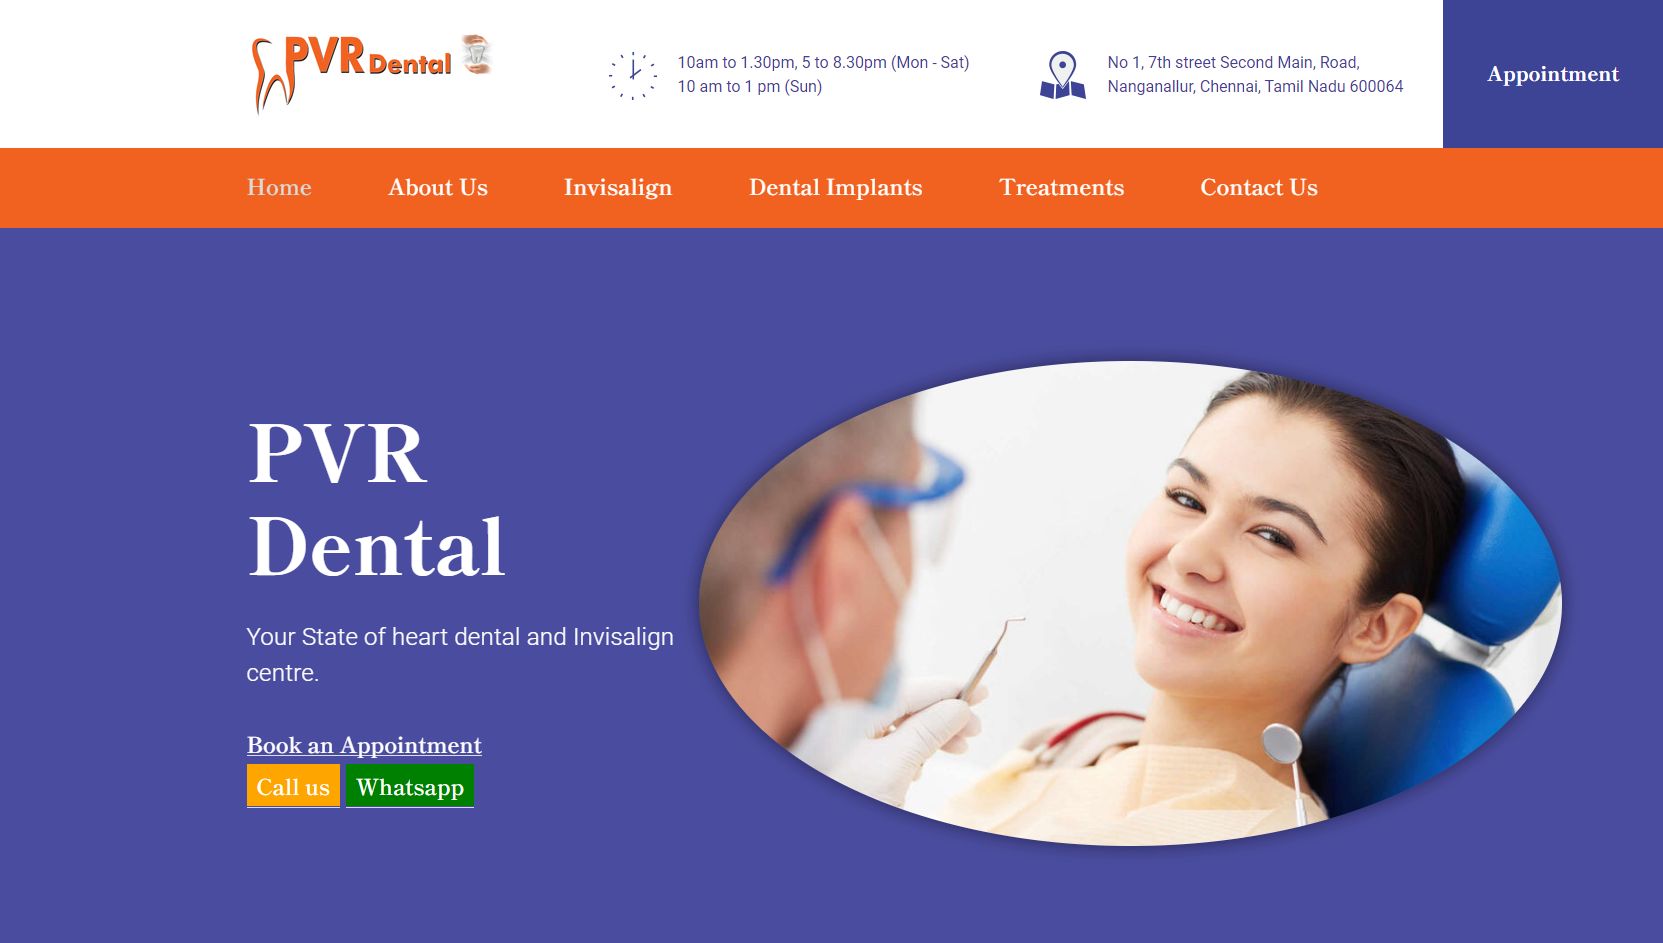 PVR Dental
10am to 1.30pm, 5 to 8.30pm (Mon - Sat)
10 am to 1 pm (Sun)
No 1, 7th street Second Main, Road,
Nanganallur, Chennai, Tamil Nadu 600064
Appointment
Home
About Us
Invisalign
Dental Implants
Treatments
Contact Us
PVR
Dental
Your State of heart dental and Invisalign
centre.
Book an Appointment
Call us
Whatsapp